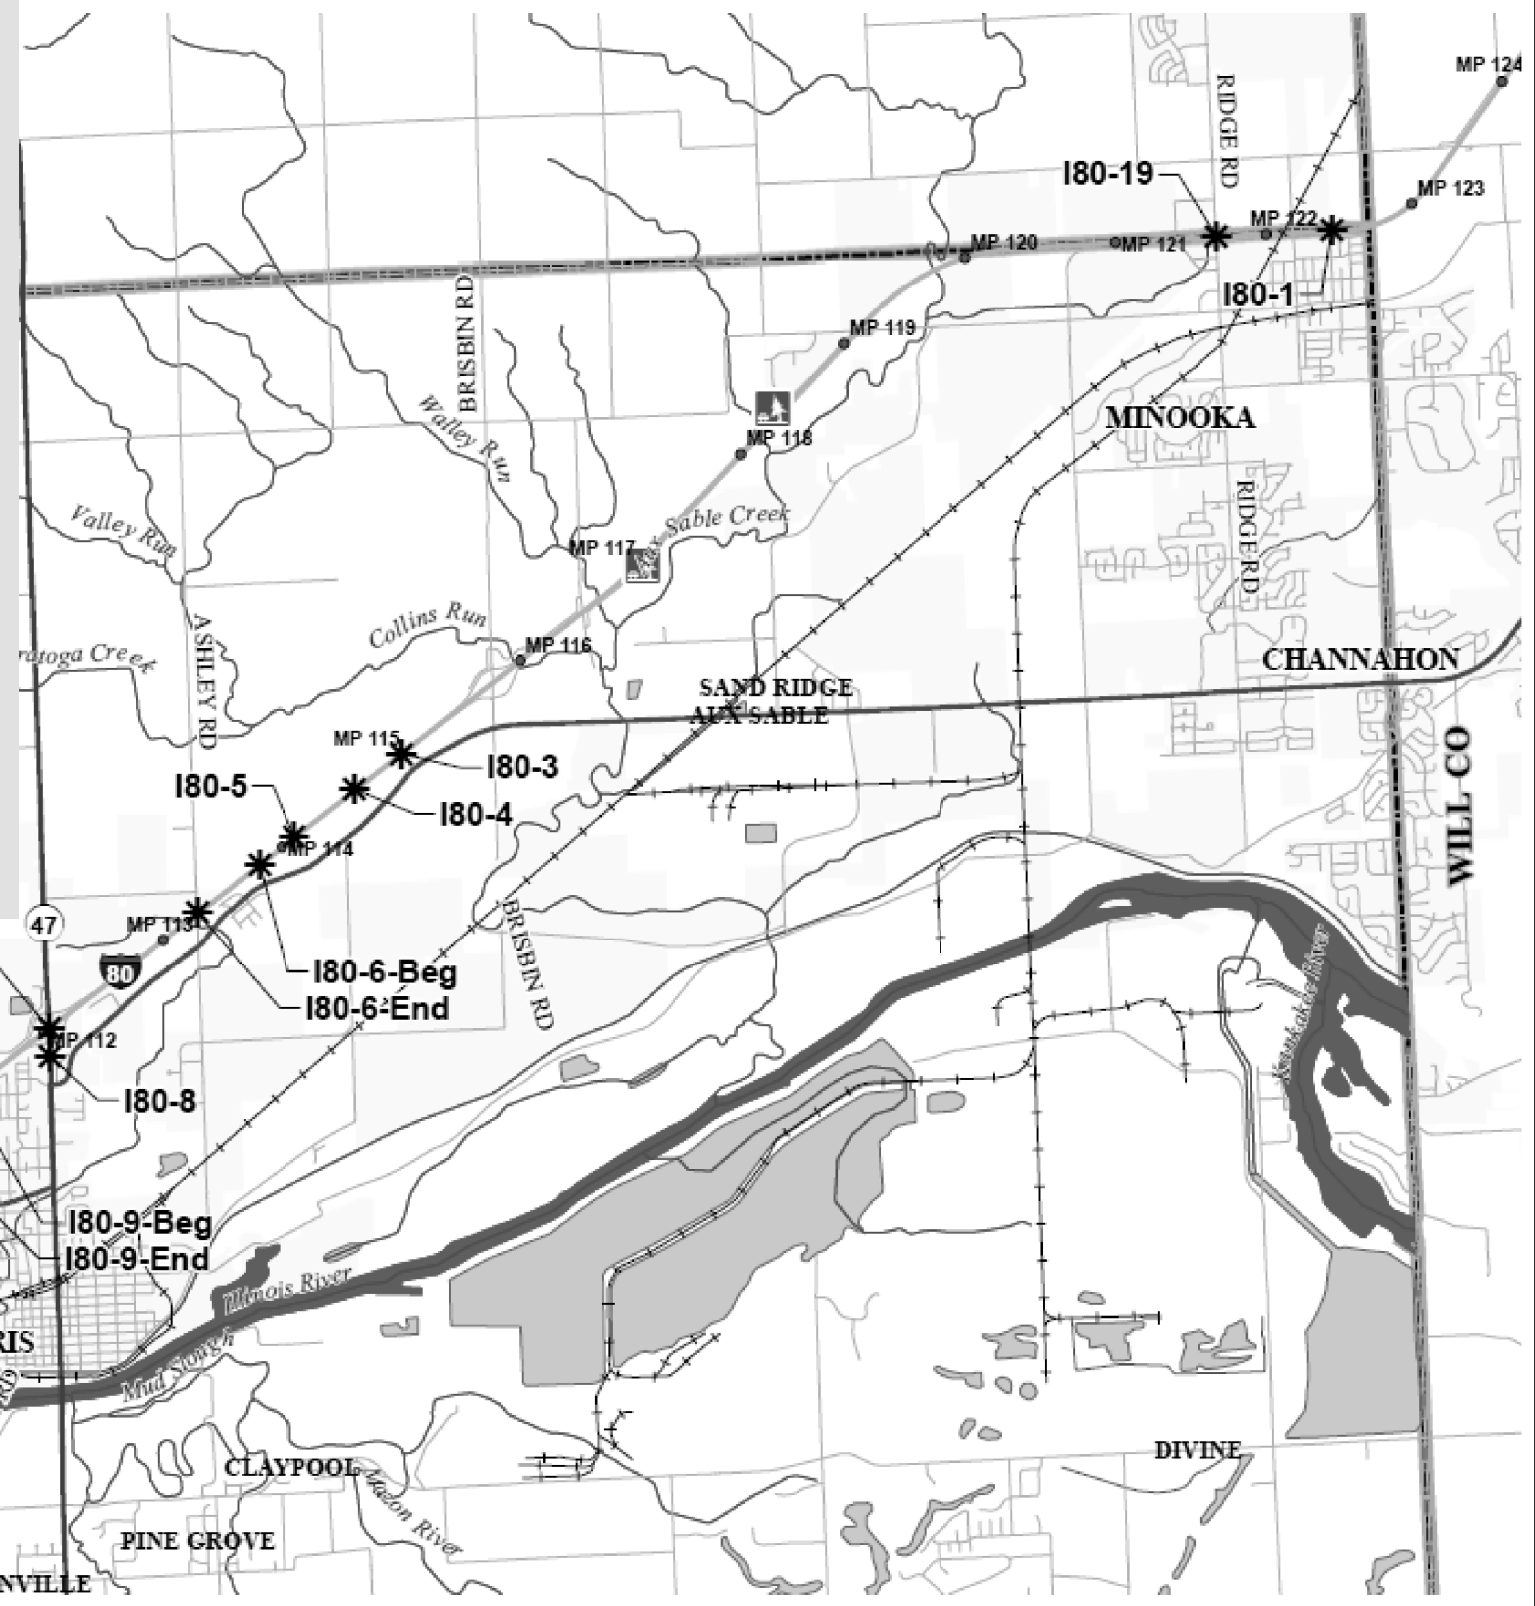 MP 124
RIDGE RD
I80-19
MP 123
MP 122
MP 120
MP 121
I80-1
BRISBIN RD
MP 119
Walley Run
MINOOKA
MP 118
RIDGE RD
Valley Run
Sable Creek
MP 117
Collins Run
ASHLEY RD
MP 116
Creek
CHANNAHON
SAND RIDGE
AUX SABLE
MP 115
I80-3
WILL CO
I80-5
I80-4
MP 114
47
MP 113
BRISBIN RD
80
I80-6-Beg
I80-6-End
Kankakee River
MP 112
I80-8
I80-9-Beg
I80-9-End
Illinois River
RIS
Mud Slough
RD
DIVINE
CLAYPOOL
Mazon River
PINE GROVE
NVILLE